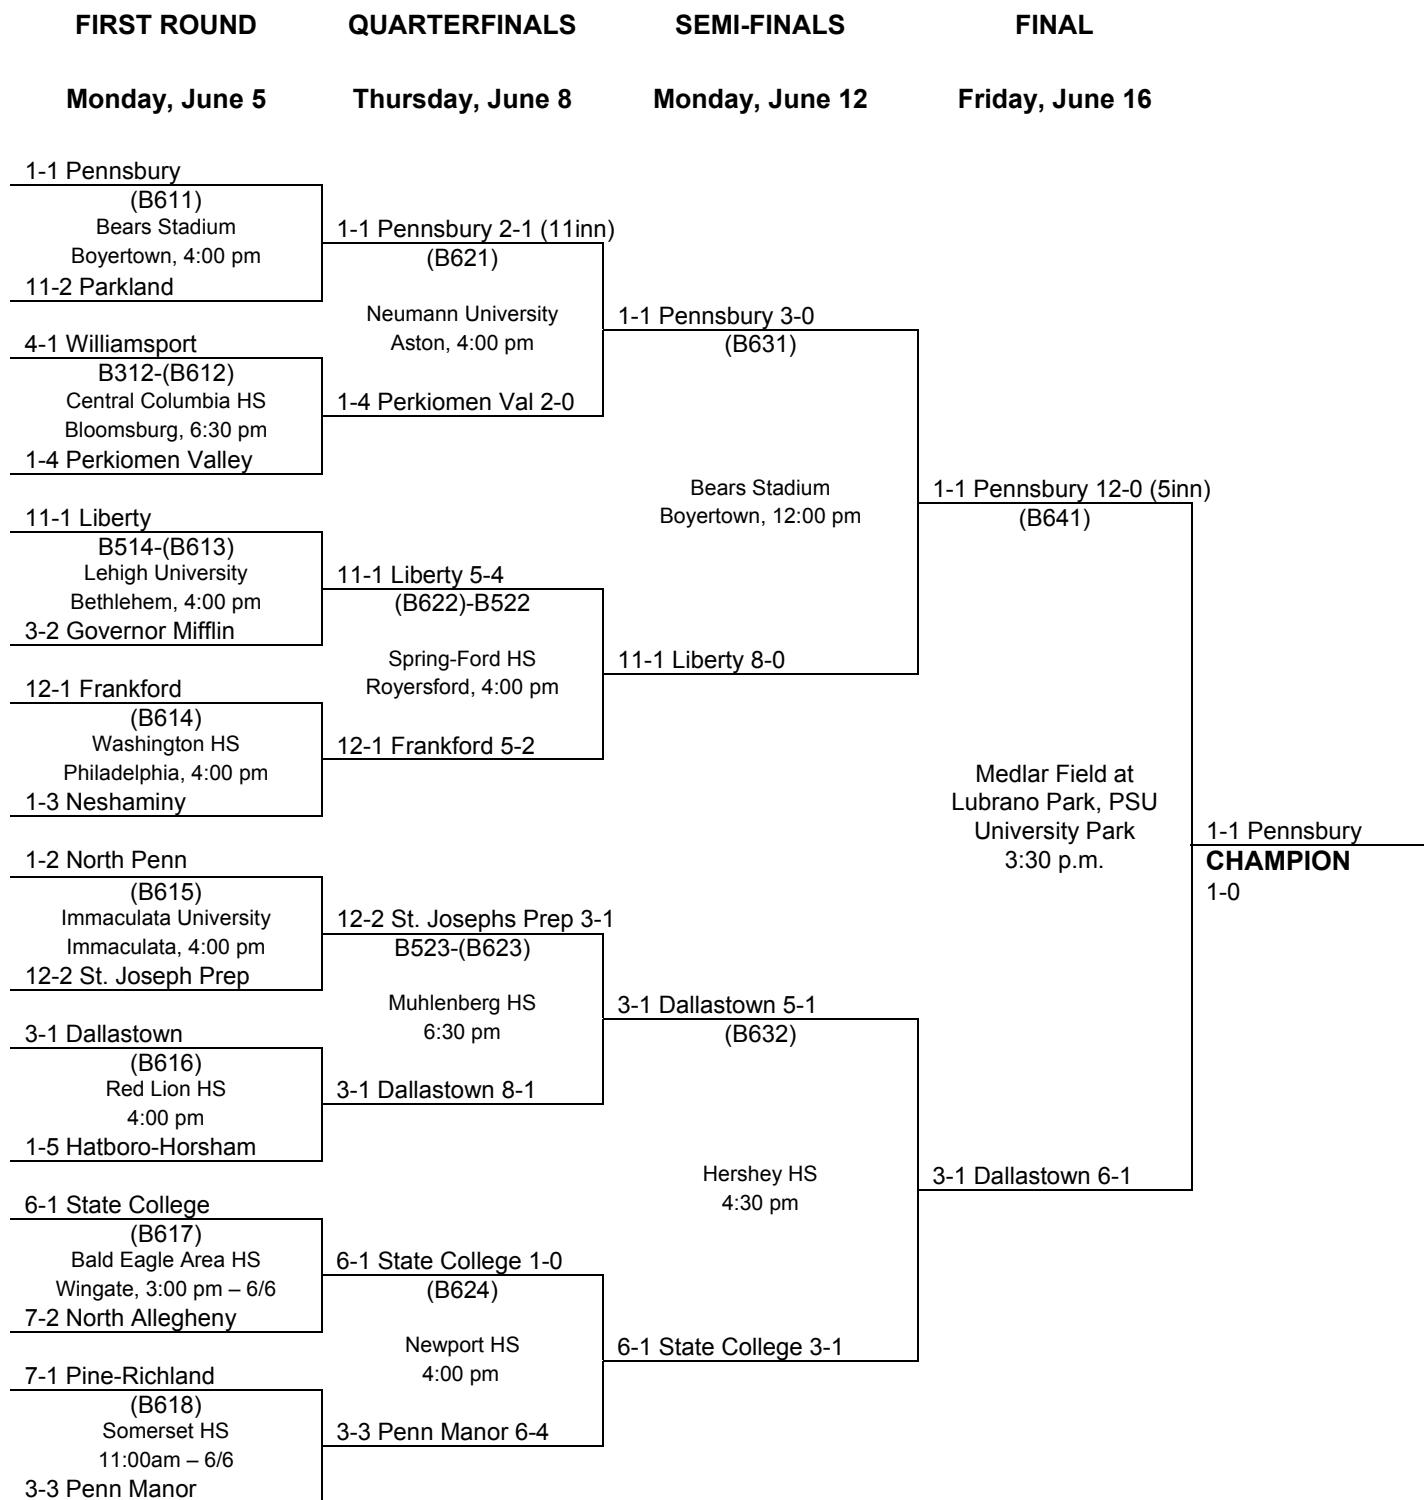 FIRST ROUND
Monday, June 5
1-1 Pennsbury
(B611)
Bears Stadium
Boyertown, 4:00 pm
11-2 Parkland
4-1 Williamsport
B312-(B612)
Central Columbia HS
Bloomsburg, 6:30 pm
1-4 Perkiomen Valley
11-1 Liberty
B514-(B613)
Lehigh University
Bethlehem, 4:00 pm
3-2 Governor Mifflin
12-1 Frankford
(B614)
Washington HS
Philadelphia, 4:00 pm
1-3 Neshaminy
1-2 North Penn
(B615)
Immaculata University
Immaculata, 4:00 pm
12-2 St. Joseph Prep
3-1 Dallastown
(B616)
Red Lion HS
4:00 pm
1-5 Hatboro-Horsham
6-1 State College
(B617)
Bald Eagle Area HS
Wingate, 3:00 pm – 6/6
7-2 North Allegheny
7-1 Pine-Richland
(B618)
Somerset HS
11:00am – 6/6
3-3 Penn Manor
QUARTERFINALS
Thursday, June 8
1-1 Pennsbury 2-1 (11inn)
(B621)
Neumann University
Aston, 4:00 pm
1-4 Perkiomen Val 2-0
11-1 Liberty 5-4
(B622)-B522
Spring-Ford HS
Royersford, 4:00 pm
12-1 Frankford 5-2
12-2 St. Josephs Prep 3-1
B523-(B623)
Muhlenberg HS
6:30 pm
3-1 Dallastown 8-1
6-1 State College 1-0
(B624)
Newport HS
4:00 pm
3-3 Penn Manor 6-4
SEMI-FINALS
Monday, June 12
1-1 Pennsbury 3-0
(B631)
Bears Stadium
Boyertown, 12:00 pm
11-1 Liberty 8-0
3-1 Dallastown 5-1
(B632)
Hershey HS
4:30 pm
6-1 State College 3-1
FINAL
Friday, June 16
1-1 Pennsbury 12-0 (5inn)
(B641)
Medlar Field at
Lubrano Park, PSU
University Park
3:30 p.m.
3-1 Dallastown 6-1
1-1 Pennsbury
CHAMPION
1-0